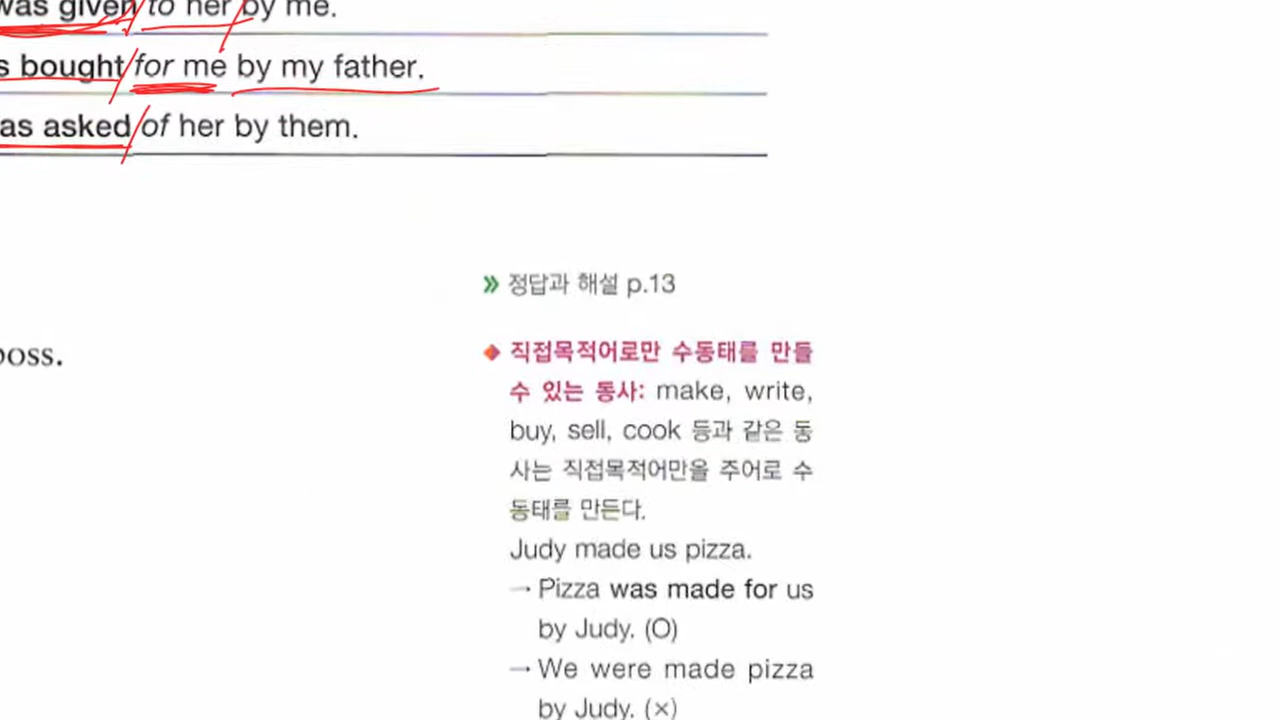 was given to her by me.
s bought for me by my father.
as asked of her by them.
» 정답과 해설 p.13
oss.
◆ 직접목적어로만 수동태를 만들
수 있는 동사: make, write,
buy, sell, cook 등과 같은 동
사는 직접목적어만을 주어로 수
동태를 만든다.
Judy made us pizza.
→ Pizza was made for us
by Judy. (O)
→ We were made pizza
by Judy. (×)